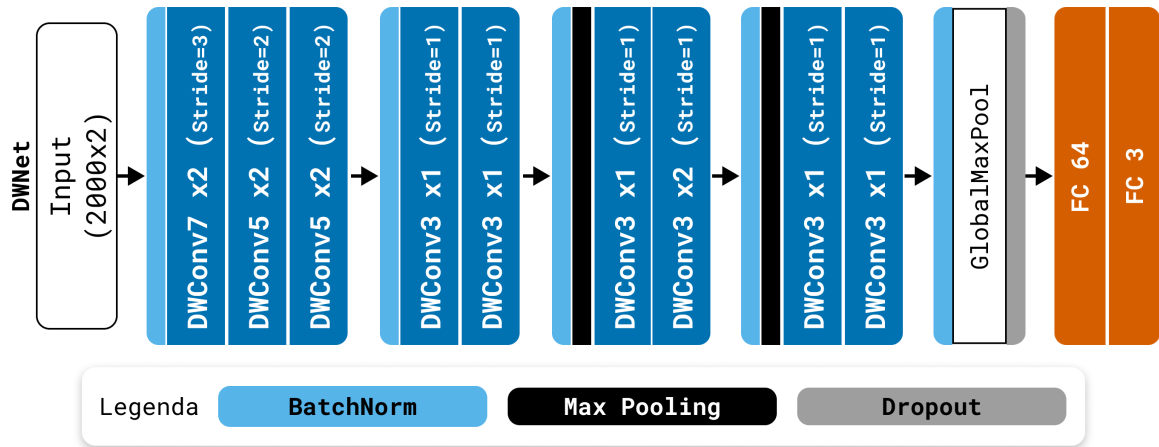 DWNet
Input
(2000x2)
DWConv7 x2 (Stride=3)
DWConv5 x2 (Stride=2)
DWConv5 x2 (Stride=2)
DWConv3 x1 (Stride=1)
DWConv3 x1 (Stride=1)
DWConv3 x1 (Stride=1)
DWConv3 x2 (Stride=1)
DWConv3 x1 (Stride=1)
DWConv3 x1 (Stride=1)
GlobalMaxPool
FC 64
FC 3
Legenda
BatchNorm
Max Pooling
Dropout